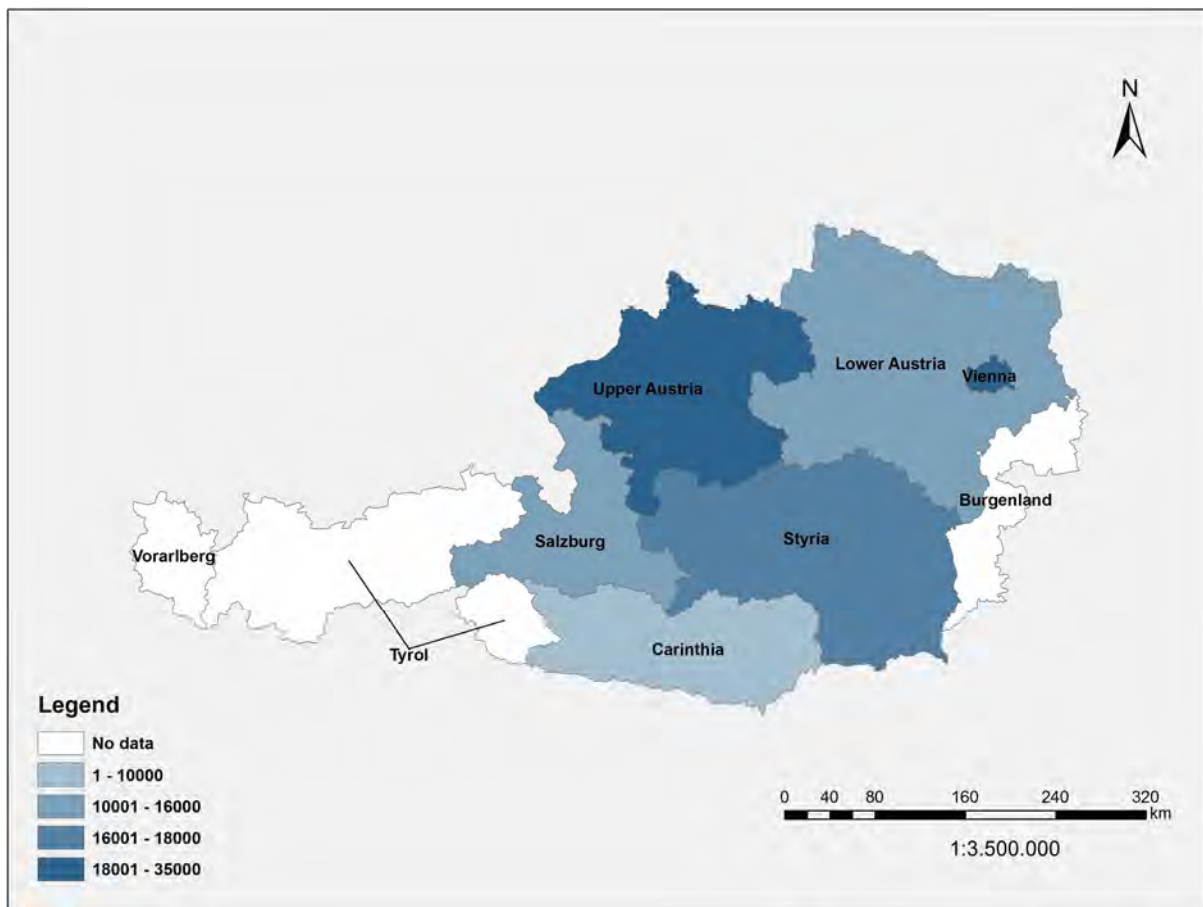 N
Lower Austria
Vienna
Upper Austria
Burgenland
Salzburg
Styria
Vorarlberg
Tyrol
Carinthia
Legend
No data
1 - 10000
10001 - 16000
16001 - 18000
18001 - 35000
0 40 80 160 240 320
km
1:3.500.000